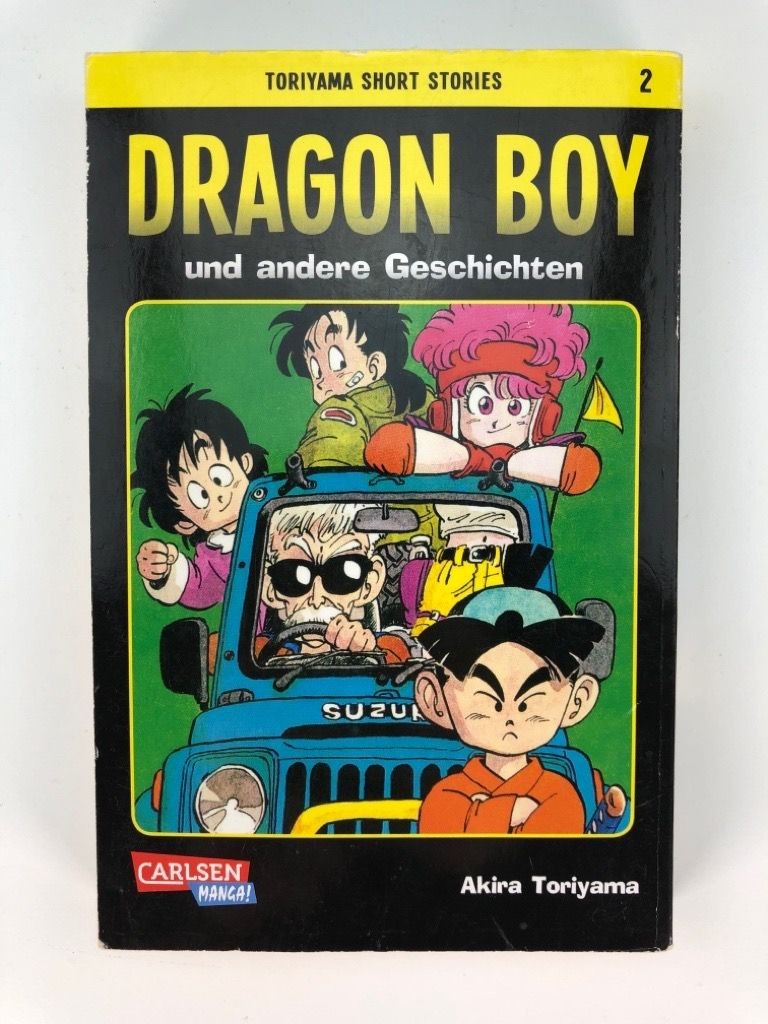 TORIYAMA SHORT STORIES 2
DRAGON BOY
und andere Geschichten
SUZU
CARLSEN
MANGA!
Akira Toriyama